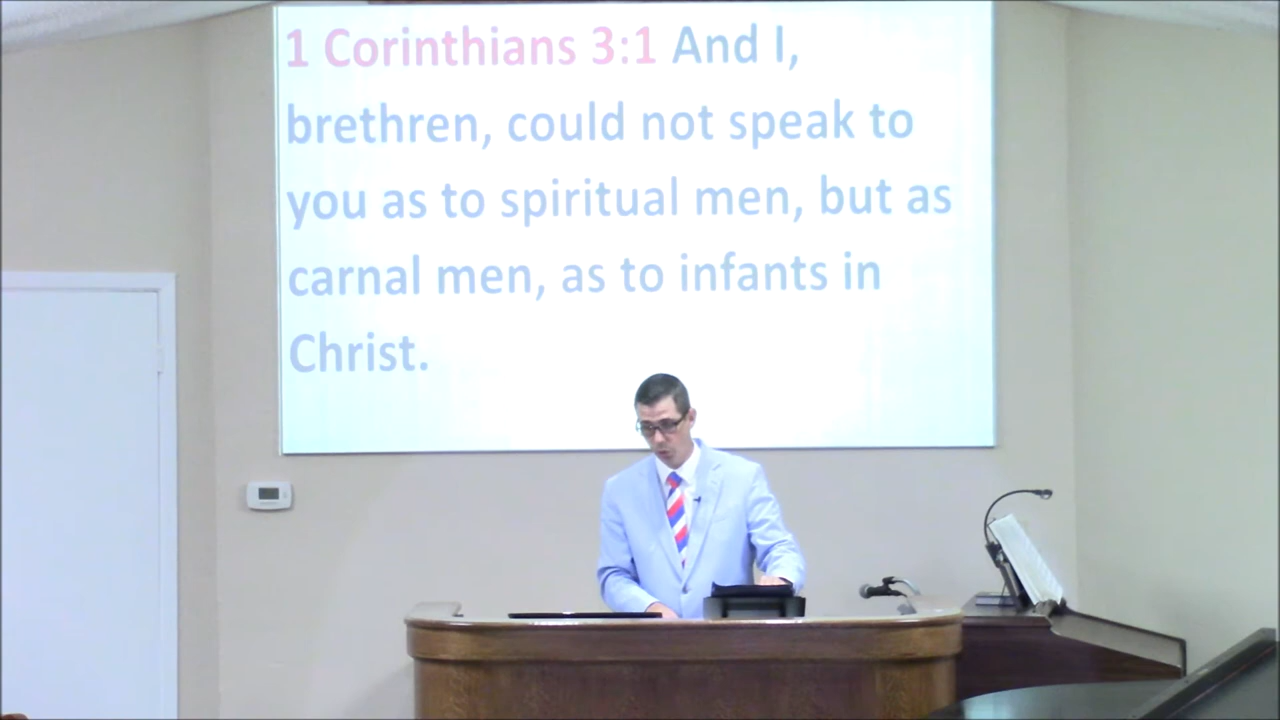 1 Corinthians 3:1 And I,
brethren, could not speak to
you as to spiritual men, but as
carnal men, as to infants in
Christ.